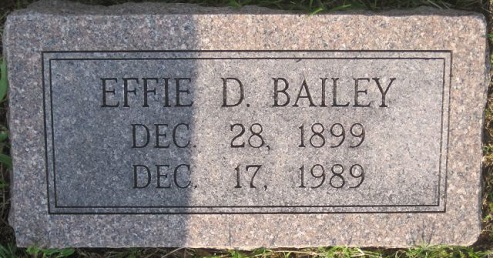 EFFIE D. BAILEY
DEC. 28, 1899
DEC. 17, 1989